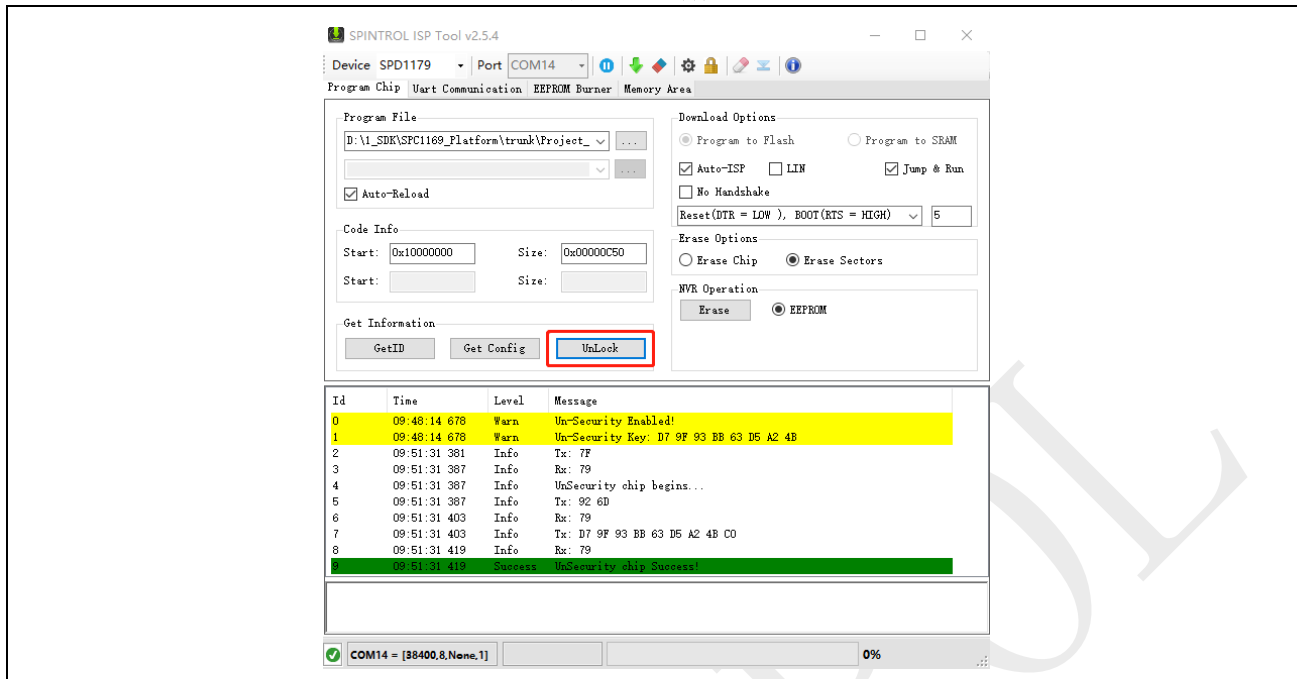 SPINTROL ISP Tool v2.5.4
Device SPD1179 Port COM14
Program Chip Uart Communication EEPROM Burner Memory Area
Program File
D:\1_SDK\SPC1169_Platform\trunk\Project_ ...
...
Auto-Reload
Code Info
Start: 0x10000000 Size: 0x00000C50
Start: Size:
Get Information
GetID Get Config UnLock
Download Options
Program to Flash Program to SRAM
Auto-ISP LIN Jump & Run
No Handshake
Reset(DTR = LOW ), BOOT(RTS = HIGH) 5
Erase Options
Erase Chip Erase Sectors
NVR Operation
Erase EEPROM
Id Time Level Message
0 09:48:14 678 Warn Un-Security Enabled!
1 09:48:14 678 Warn Un-Security Key: D7 9F 93 BB 63 D5 A2 4B
2 09:51:31 381 Info Tx: 7F
3 09:51:31 387 Info Rx: 79
4 09:51:31 387 Info UnSecurity chip begins...
5 09:51:31 387 Info Tx: 92 6D
6 09:51:31 403 Info Rx: 79
7 09:51:31 403 Info Tx: D7 9F 93 BB 63 D5 A2 4B C0
8 09:51:31 419 Info Rx: 79
9 09:51:31 419 Success UnSecurity chip Success!
COM14 = [38400,8,None,1] 0%
OL